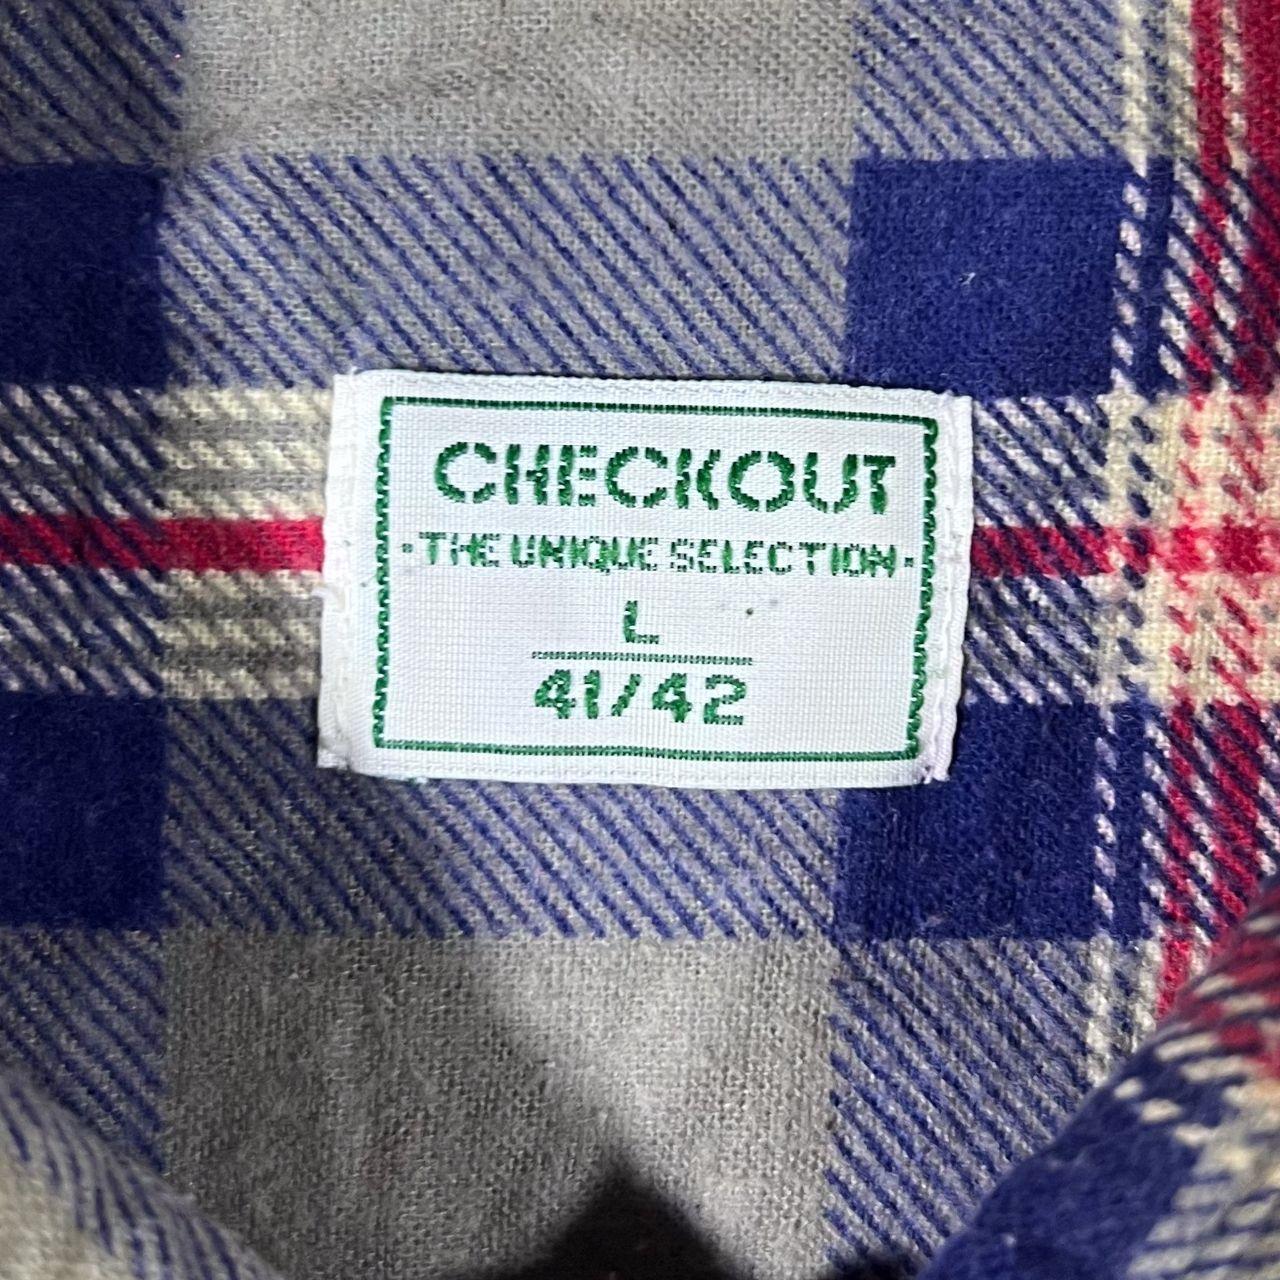 CHECKOUT
·THE UNIQUE SELECTION·
L
41/42